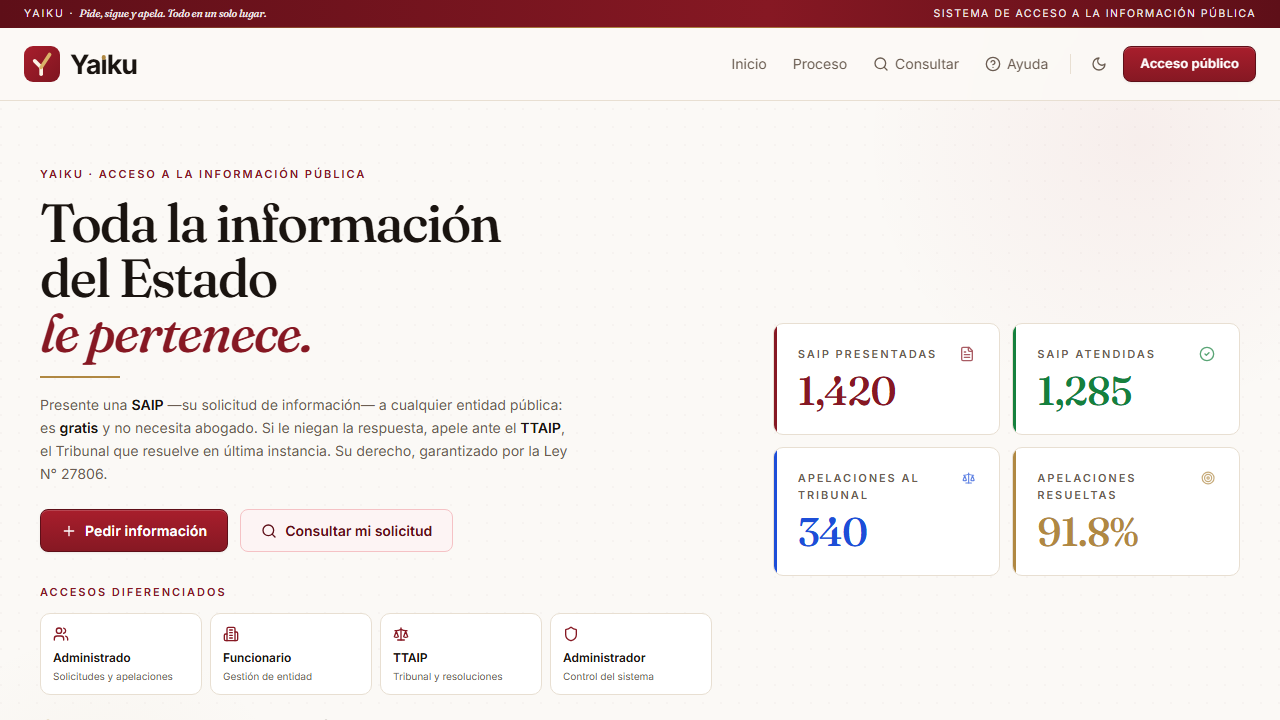 YAIKU · Pide, sigue y apela. Todo en un solo lugar.
SISTEMA DE ACCESO A LA INFORMACIÓN PÚBLICA
Yaiku
Inicio
Proceso
Consultar
Ayuda
Acceso público
YAIKU · ACCESO A LA INFORMACIÓN PÚBLICA
Toda la información
del Estado
le pertenece.
Presente una SAIP —su solicitud de información— a cualquier entidad pública:
es gratis y no necesita abogado. Si le niegan la respuesta, apele ante el TTAIP,
el Tribunal que resuelve en última instancia. Su derecho, garantizado por la Ley
N° 27806.
Pedir información
Consultar mi solicitud
SAIP PRESENTADAS
1,420
SAIP ATENDIDAS
1,285
APELACIONES AL
TRIBUNAL
340
APELACIONES
RESUELTAS
91.8%
ACCESOS DIFERENCIADOS
Administrado
Solicitudes y apelaciones
Funcionario
Gestión de entidad
TTAIP
Tribunal y resoluciones
Administrador
Control del sistema